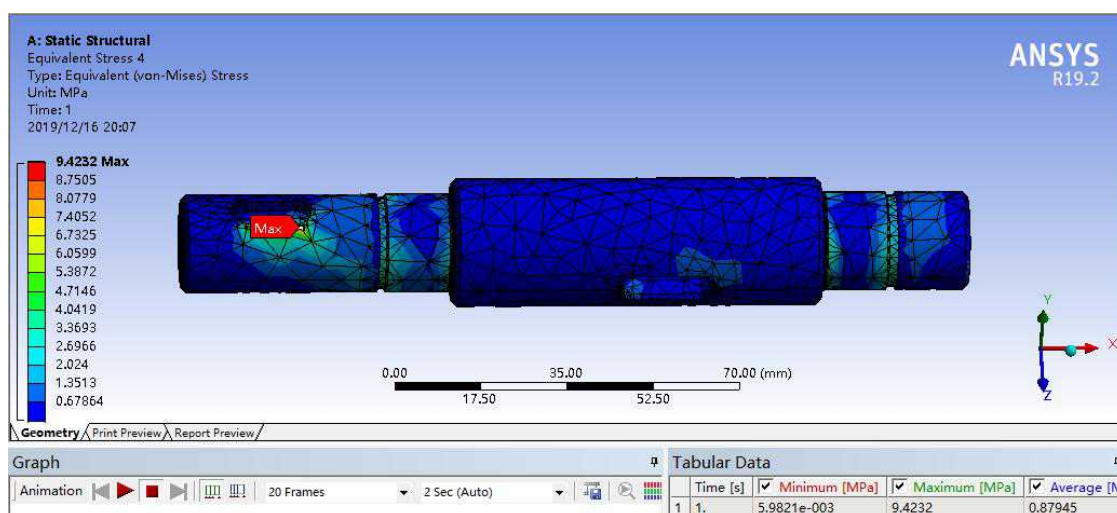 A: Static Structural
Equivalent Stress 4
Type: Equivalent (von-Mises) Stress
Unit: MPa
Time: 1
2019/12/16 20:07
ANSYS
R19.2
9.4232 Max
8.7505
8.0779
7.4052
6.7325
6.0599
5.3872
4.7146
4.0419
3.3693
2.6966
2.024
1.3513
0.67864
Max
Y
X
Z
0.00 35.00 70.00 (mm)
17.50 52.50
Geometry Print Preview Report Preview
Graph
Animation 20 Frames 2 Sec (Auto)
Tabular Data
Time [s] Minimum [MPa] Maximum [MPa] Average [M
1 1. 5.9821e-003 9.4232 0.87945